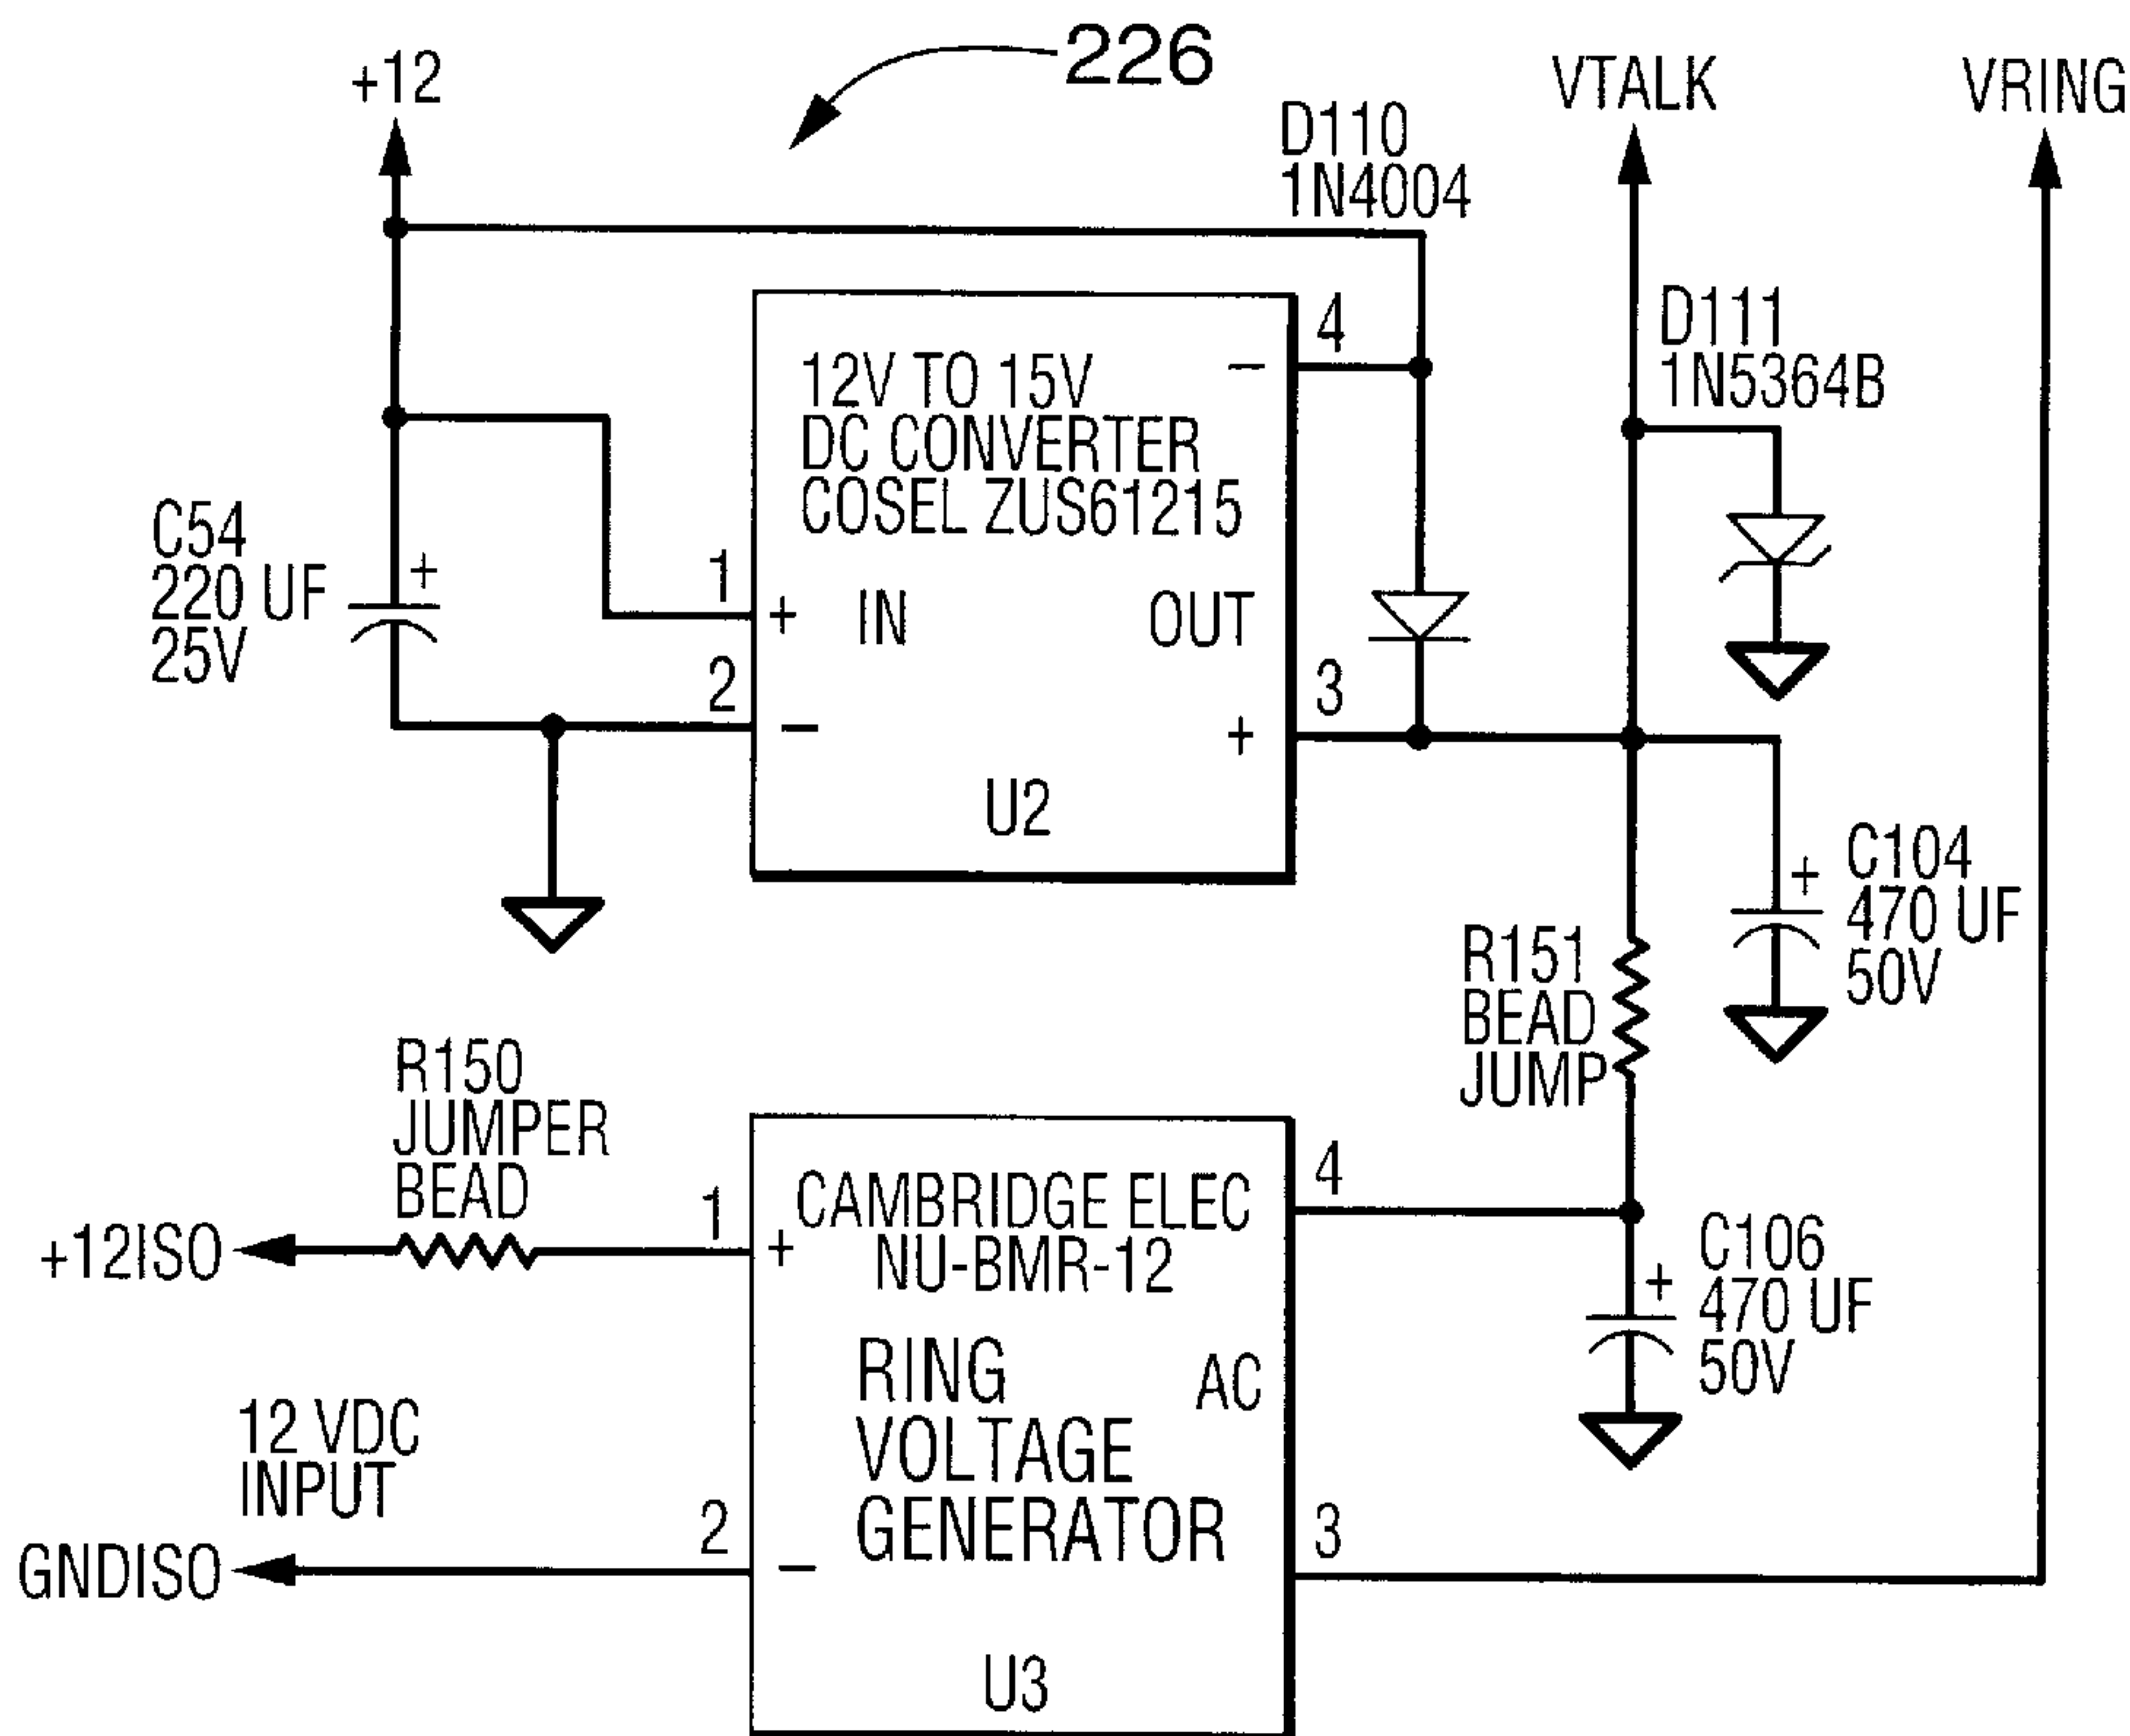 226
+12
VTALK
VRING
D110
1N4004
D111
1N5364B
12V TO 15V
DC CONVERTER
COSEL ZUS61215
4
−
C54
220 UF
25V
+
1
+
IN
OUT
2
−
3
+
U2
C104
470 UF
50V
+
R151
BEAD
JUMP
R150
JUMPER
BEAD
+12ISO
1
+
CAMBRIDGE ELEC
NU-BMR-12
4
C106
470 UF
50V
+
RING
VOLTAGE
GENERATOR
AC
12 VDC
INPUT
GNDISO
2
−
3
U3